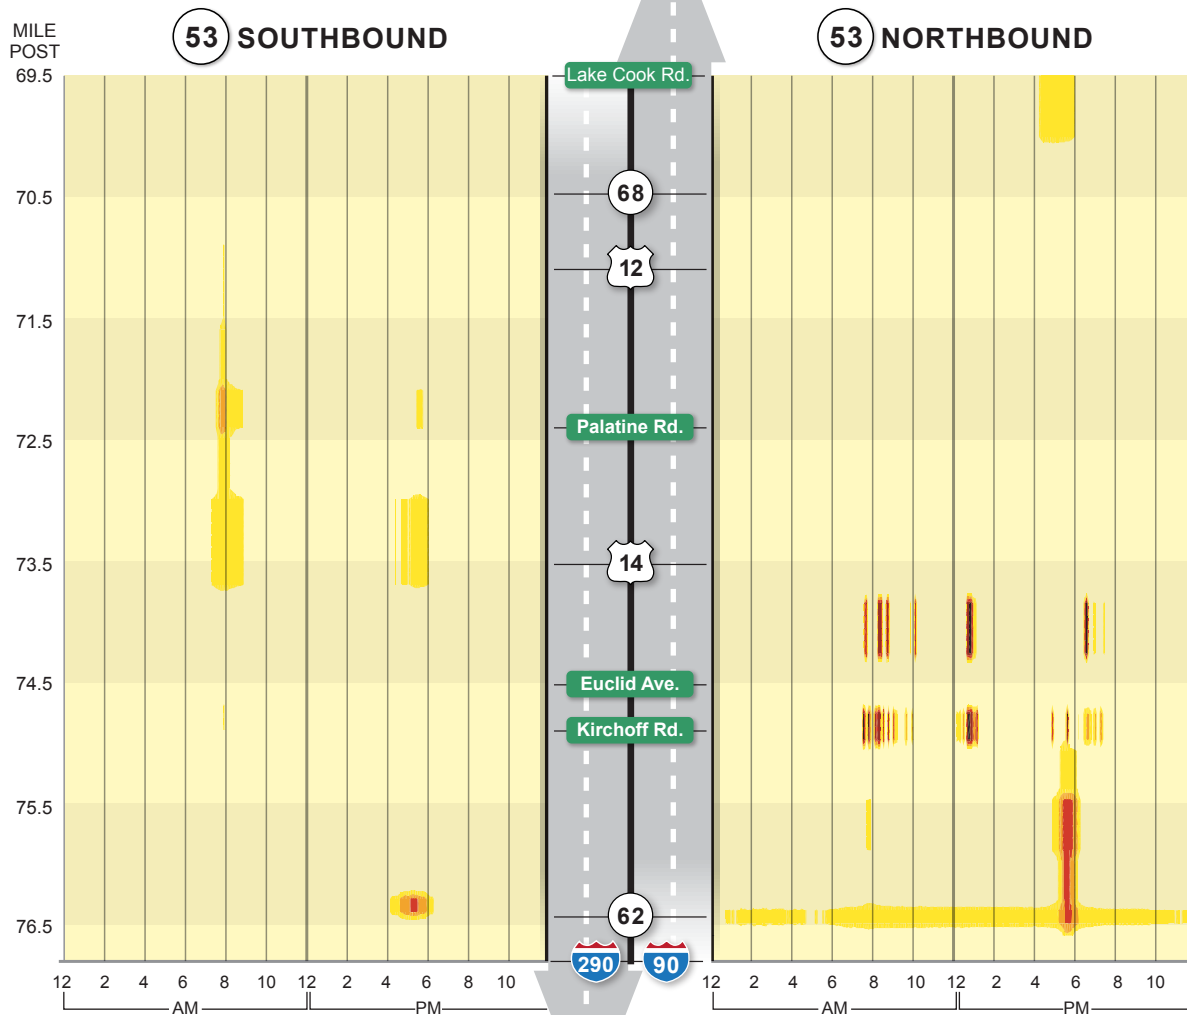 MILE
POST
53 SOUTHBOUND
53 NORTHBOUND
69.5
70.5
71.5
72.5
73.5
74.5
75.5
76.5
Lake Cook Rd.
68
12
Palatine Rd.
14
Euclid Ave.
Kirchoff Rd.
62
290
90
12 2 4 6 8 10 12 2 4 6 8 10
AM PM
12 2 4 6 8 10 12 2 4 6 8 10
AM PM